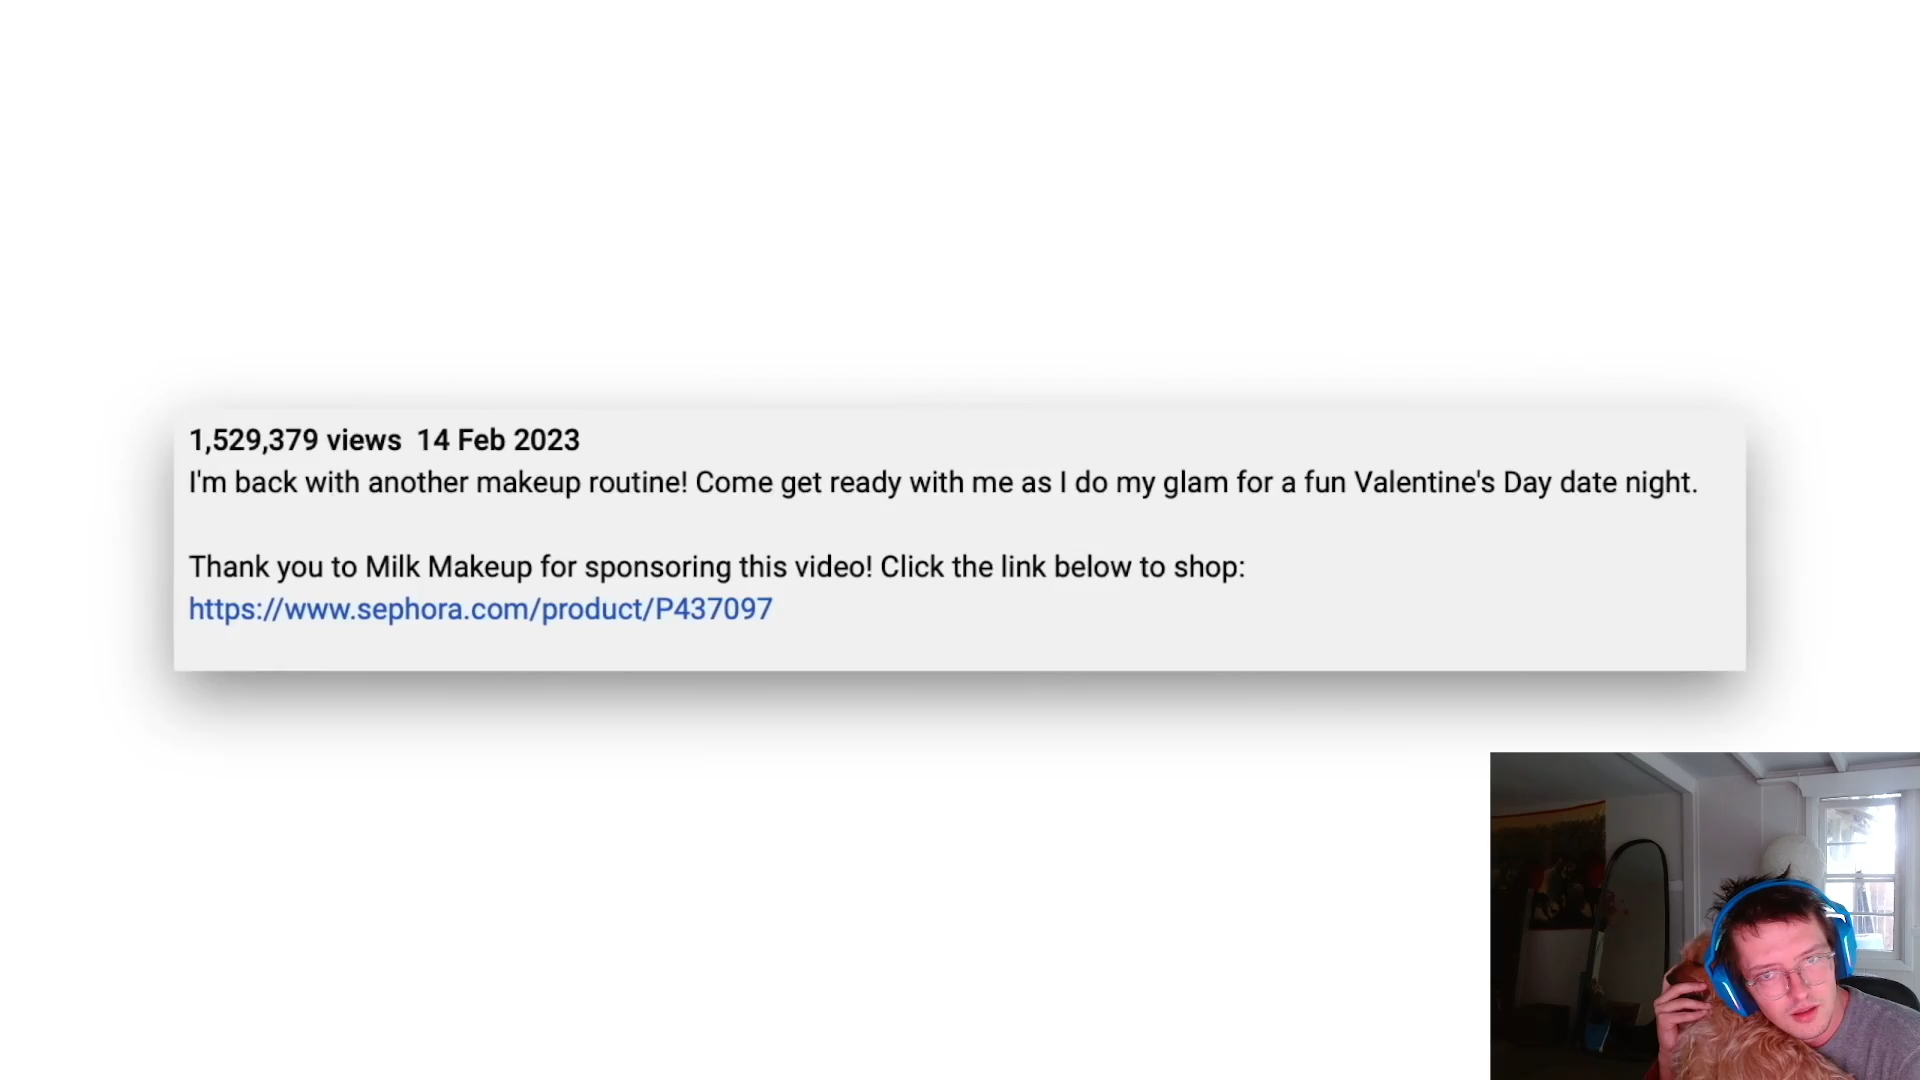 1,529,379 views 14 Feb 2023
I'm back with another makeup routine! Come get ready with me as I do my glam for a fun Valentine's Day date night.
Thank you to Milk Makeup for sponsoring this video! Click the link below to shop:
https://www.sephora.com/product/P437097